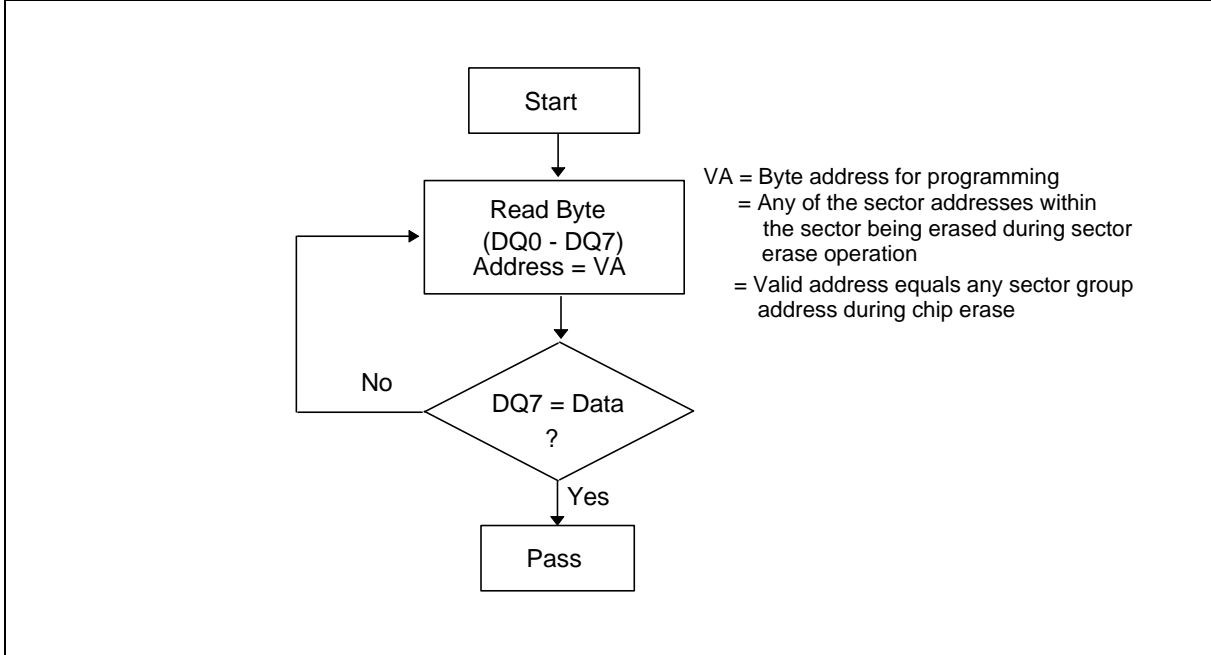 Start
Read Byte
(DQ0 - DQ7)
Address = VA
VA = Byte address for programming
= Any of the sector addresses within
the sector being erased during sector
erase operation
= Valid address equals any sector group
address during chip erase
No
DQ7 = Data
?
Yes
Pass